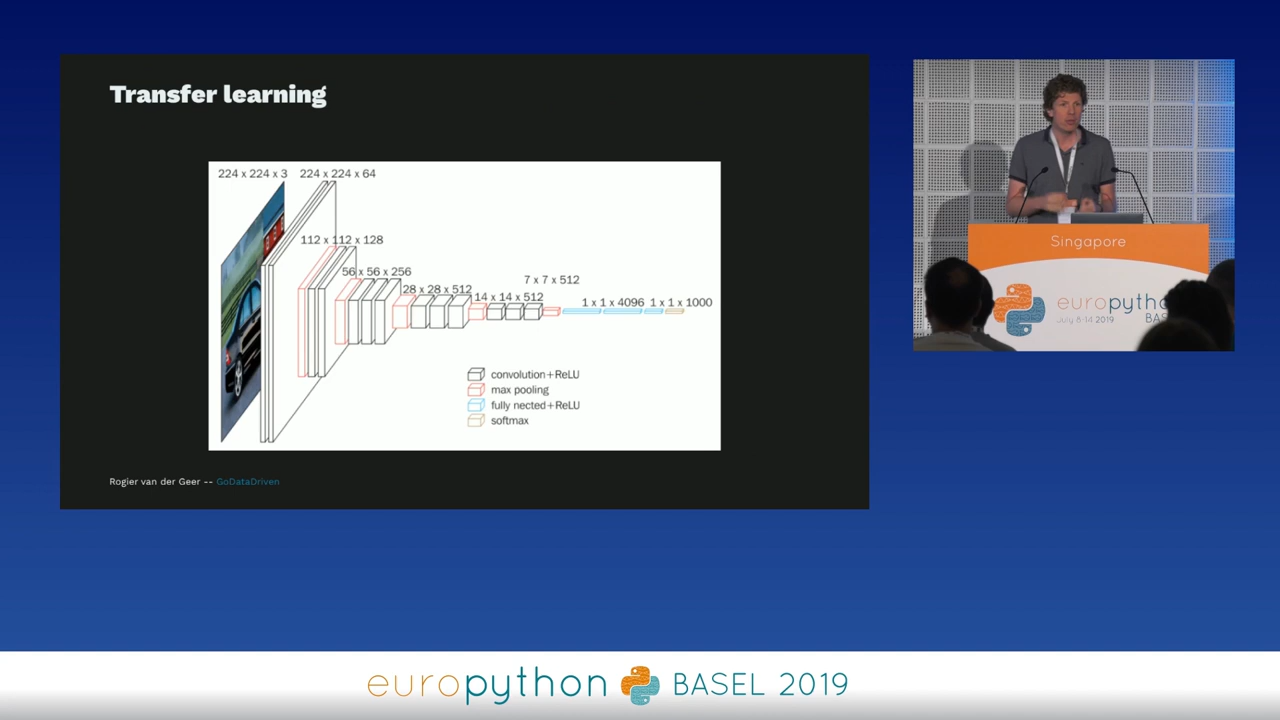 Transfer learning
224 x 224 x 3 224 x 224 x 64
112 x 112 x 128
56 x 56 x 256
28 x 28 x 512
14 x 14 x 512
7 x 7 x 512
1 x 1 x 4096 1 x 1 x 1000
convolution+ReLU
max pooling
fully nected+ReLU
softmax
Rogier van der Geer -- GoDataDriven
Singapore
europython
July 8-14 2019
BAS
europython BASEL 2019